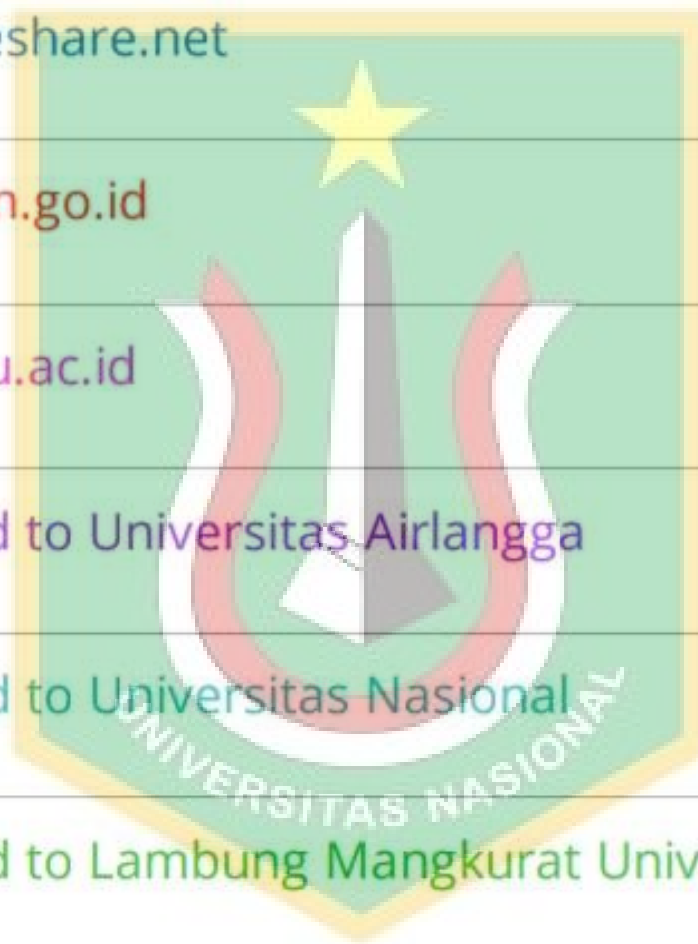 eshare.net
n.go.id
u.ac.id
d to Universitas Airlangga
d to Universitas Nasional
UNIVERSITAS NASIONAL
d to Lambung Mangkurat Univ